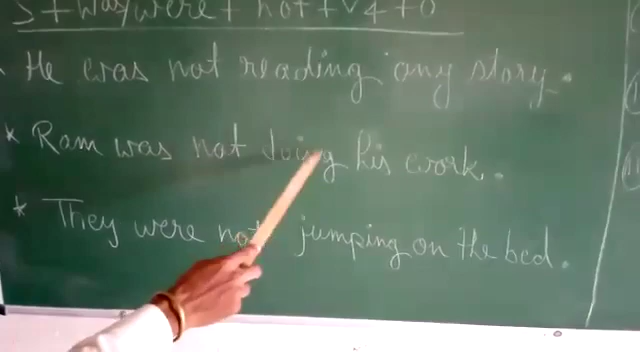 S + was/were + not + V4 + O
He was not reading any story.
* Ram was not doing his work.
* They were not jumping on the bed.